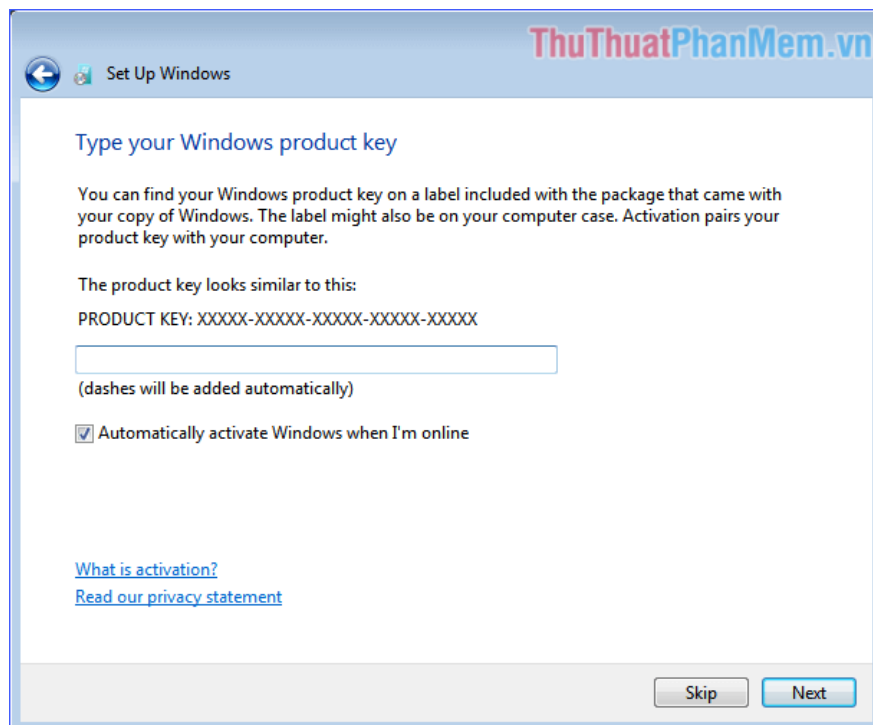 ThuThuatPhanMem.vn
Set Up Windows
Type your Windows product key
You can find your Windows product key on a label included with the package that came with
your copy of Windows. The label might also be on your computer case. Activation pairs your
product key with your computer.
The product key looks similar to this:
PRODUCT KEY: XXXXX-XXXXX-XXXXX-XXXXX-XXXXX
(dashes will be added automatically)
Automatically activate Windows when I'm online
What is activation?
Read our privacy statement
Skip Next